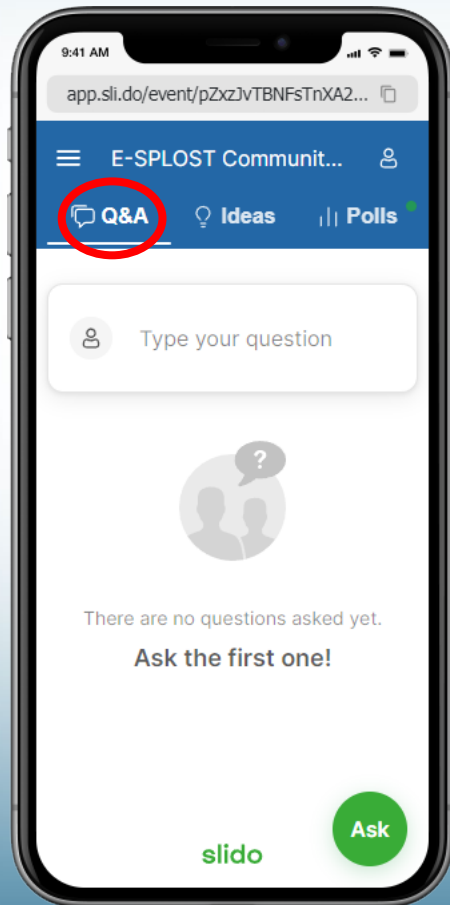 9:41 AM
app.sli.do/event/pZxzJvTBNFsTnXA2...
E-SPLOST Communit...
Q&A Ideas Polls
Type your question
?
There are no questions asked yet.
Ask the first one!
Ask
slido